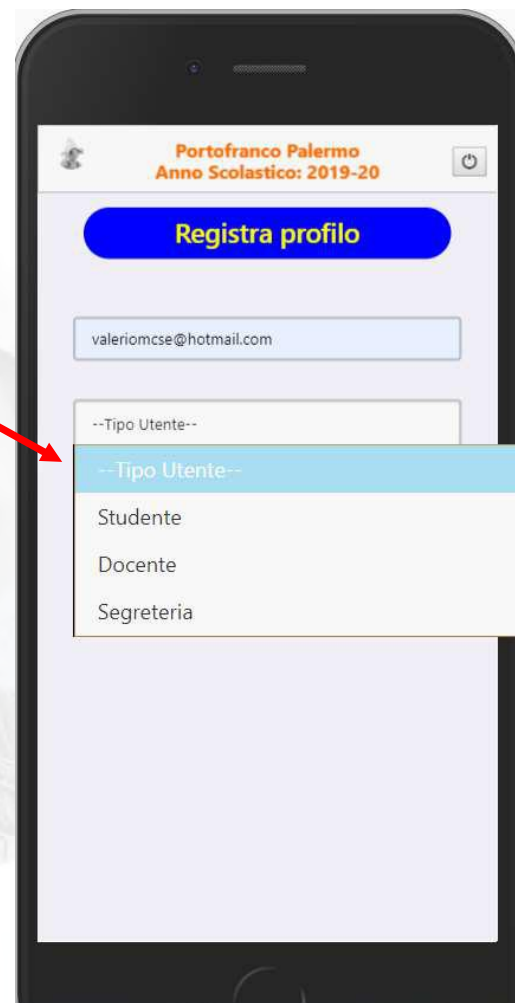 Portofranco Palermo
Anno Scolastico: 2019-20
Registra profilo
valeriomcse@hotmail.com
--Tipo Utente--
--Tipo Utente--
Studente
Docente
Segreteria